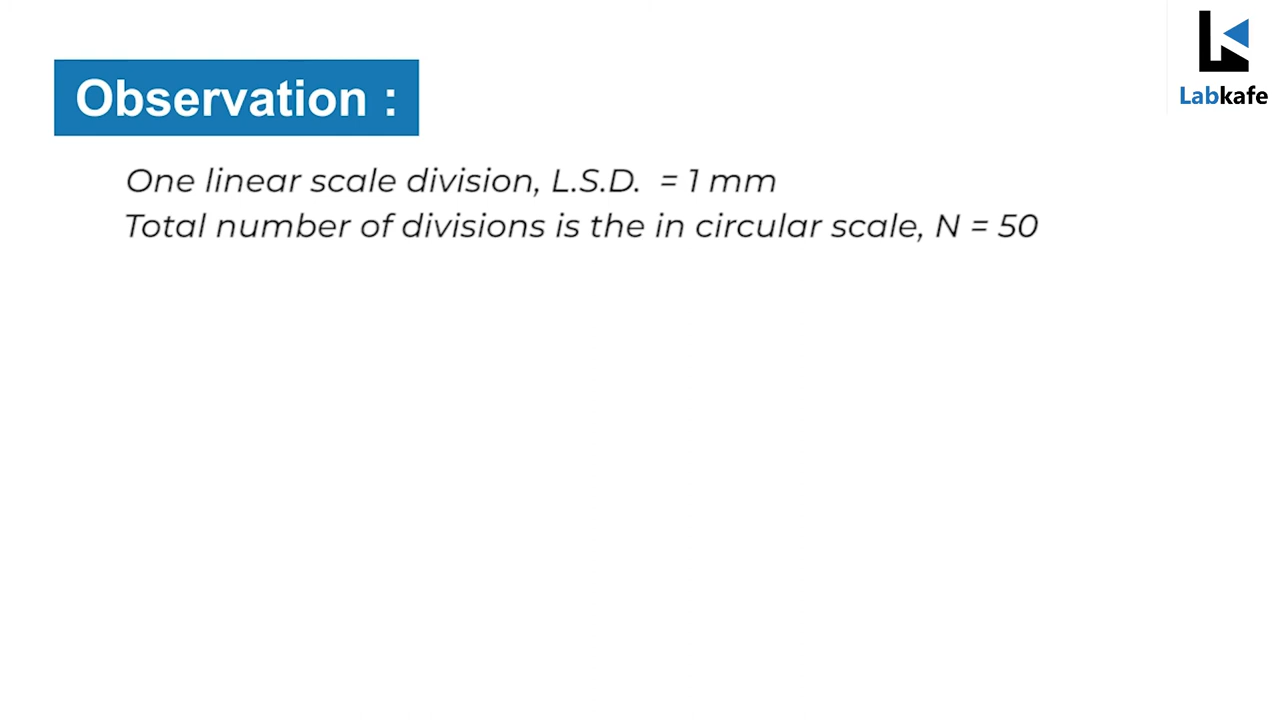 Labkafe
Observation :
One linear scale division, L.S.D. = 1 mm
Total number of divisions is the in circular scale, N = 50